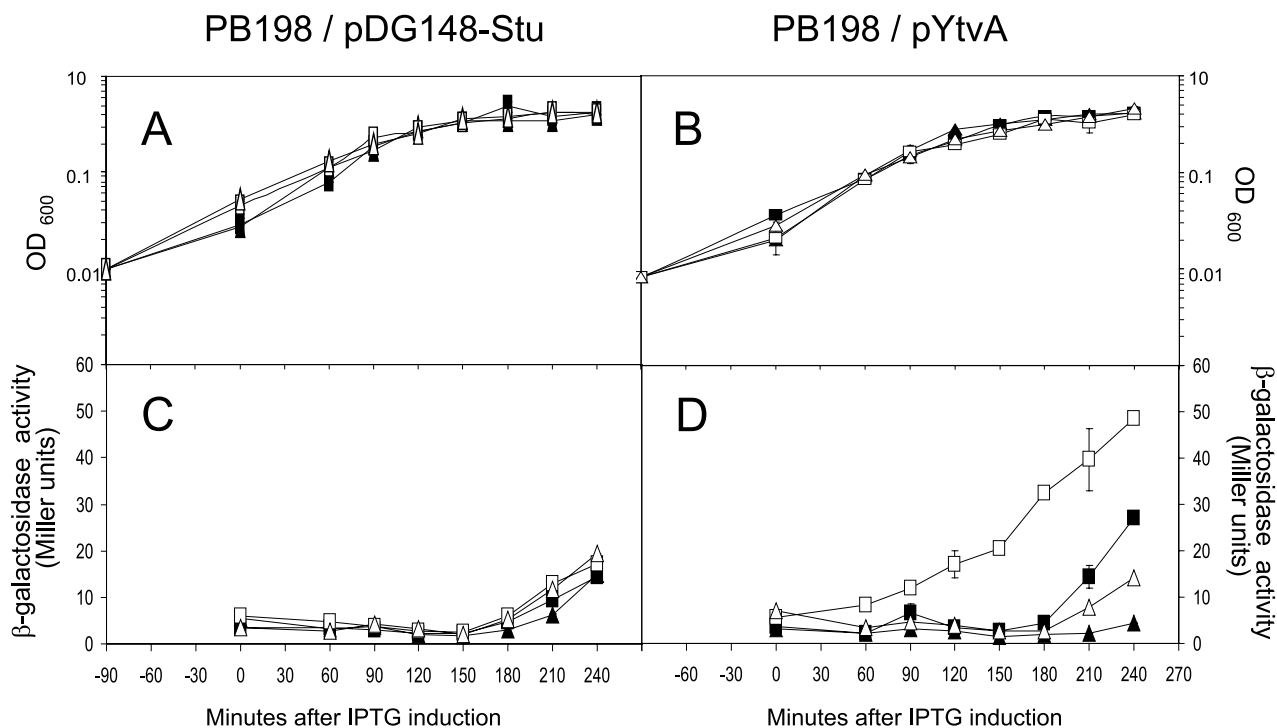 PB198 / pDG148-Stu
PB198 / pYtvA
10
0.1
0.01
OD 600
A
B
10
0.1
0.01
OD 600
60
50
40
30
20
10
0
β-galactosidase activity
(Miller units)
C
D
60
50
40
30
20
10
0
β-galactosidase activity
(Miller units)
-90 -60 -30 0 30 60 90 120 150 180 210 240
-60 -30 0 30 60 90 120 150 180 210 240 270
Minutes after IPTG induction
Minutes after IPTG induction